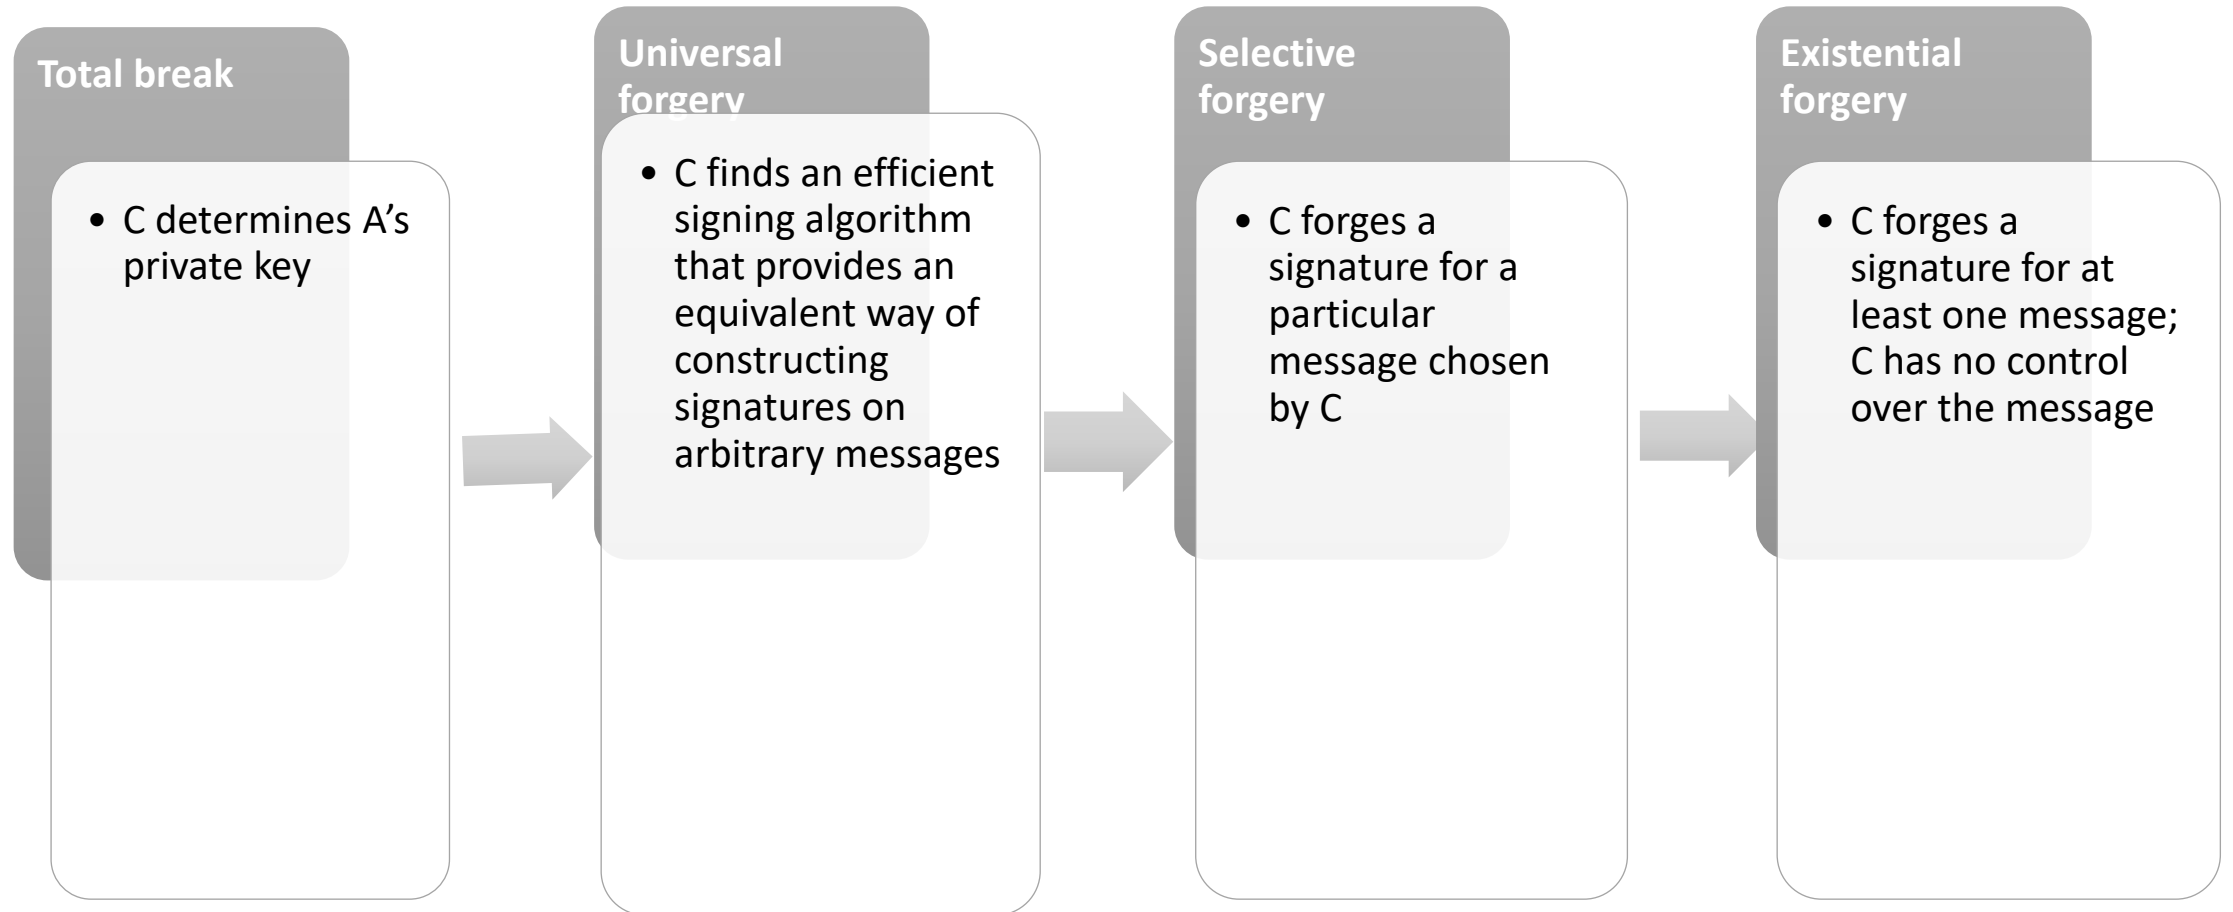 Total break
• C determines A’s
private key
Universal
forgery
• C finds an efficient
signing algorithm
that provides an
equivalent way of
constructing
signatures on
arbitrary messages
Selective
forgery
• C forges a
signature for a
particular
message chosen
by C
Existential
forgery
• C forges a
signature for at
least one message;
C has no control
over the message